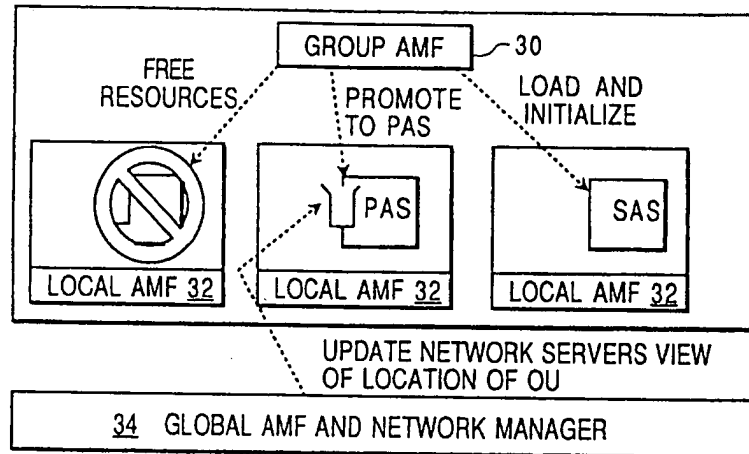 GROUP AMF
30
FREE
RESOURCES
PROMOTE
TO PAS
LOAD AND
INITIALIZE
PAS
SAS
LOCAL AMF 32
LOCAL AMF 32
LOCAL AMF 32
UPDATE NETWORK SERVERS VIEW
OF LOCATION OF OU
34 GLOBAL AMF AND NETWORK MANAGER